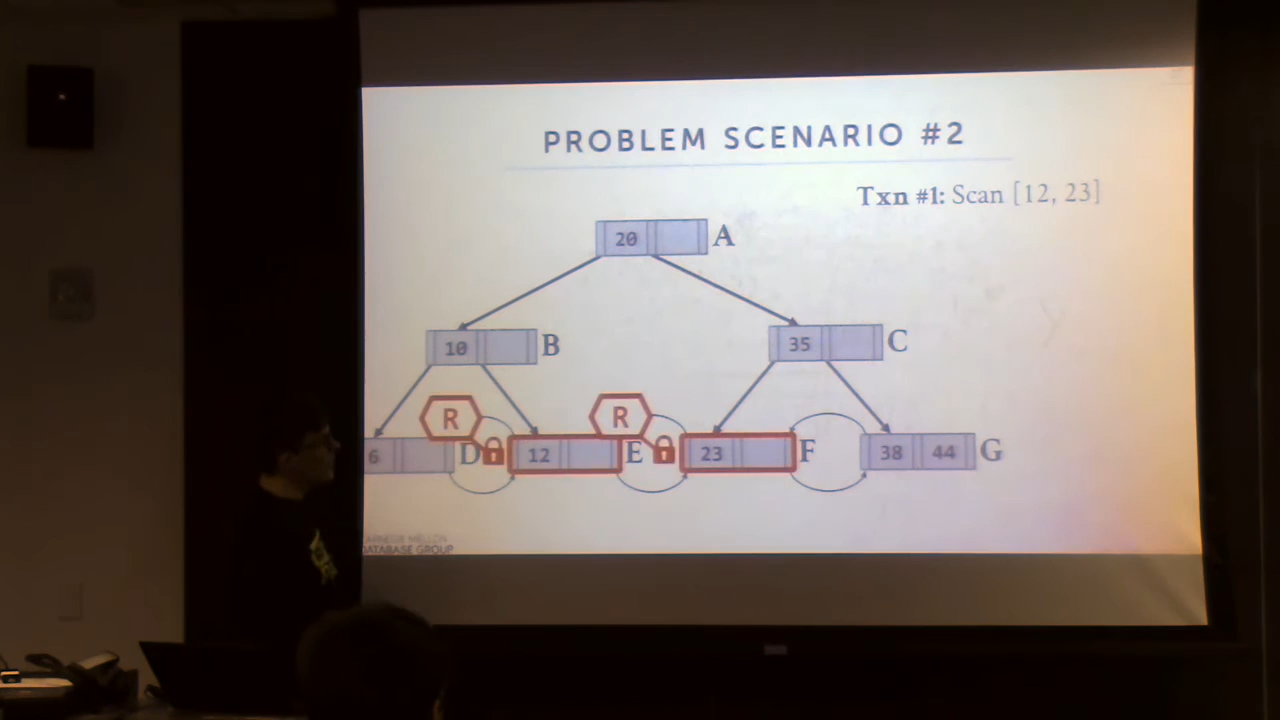 PROBLEM SCENARIO #2
Txn #1: Scan [12, 23]
20 A
10 B
35 C
R
R
6 D
12 E
23 F
38 44 G
CARNEGIE MELLON
DATABASE GROUP